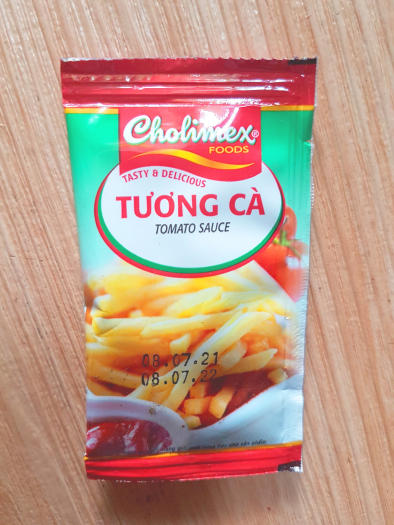 Cholimex®
FOODS
TASTY & DELICIOUS
TƯƠNG CÀ
TOMATO SAUCE
08.07.21
08.07.22